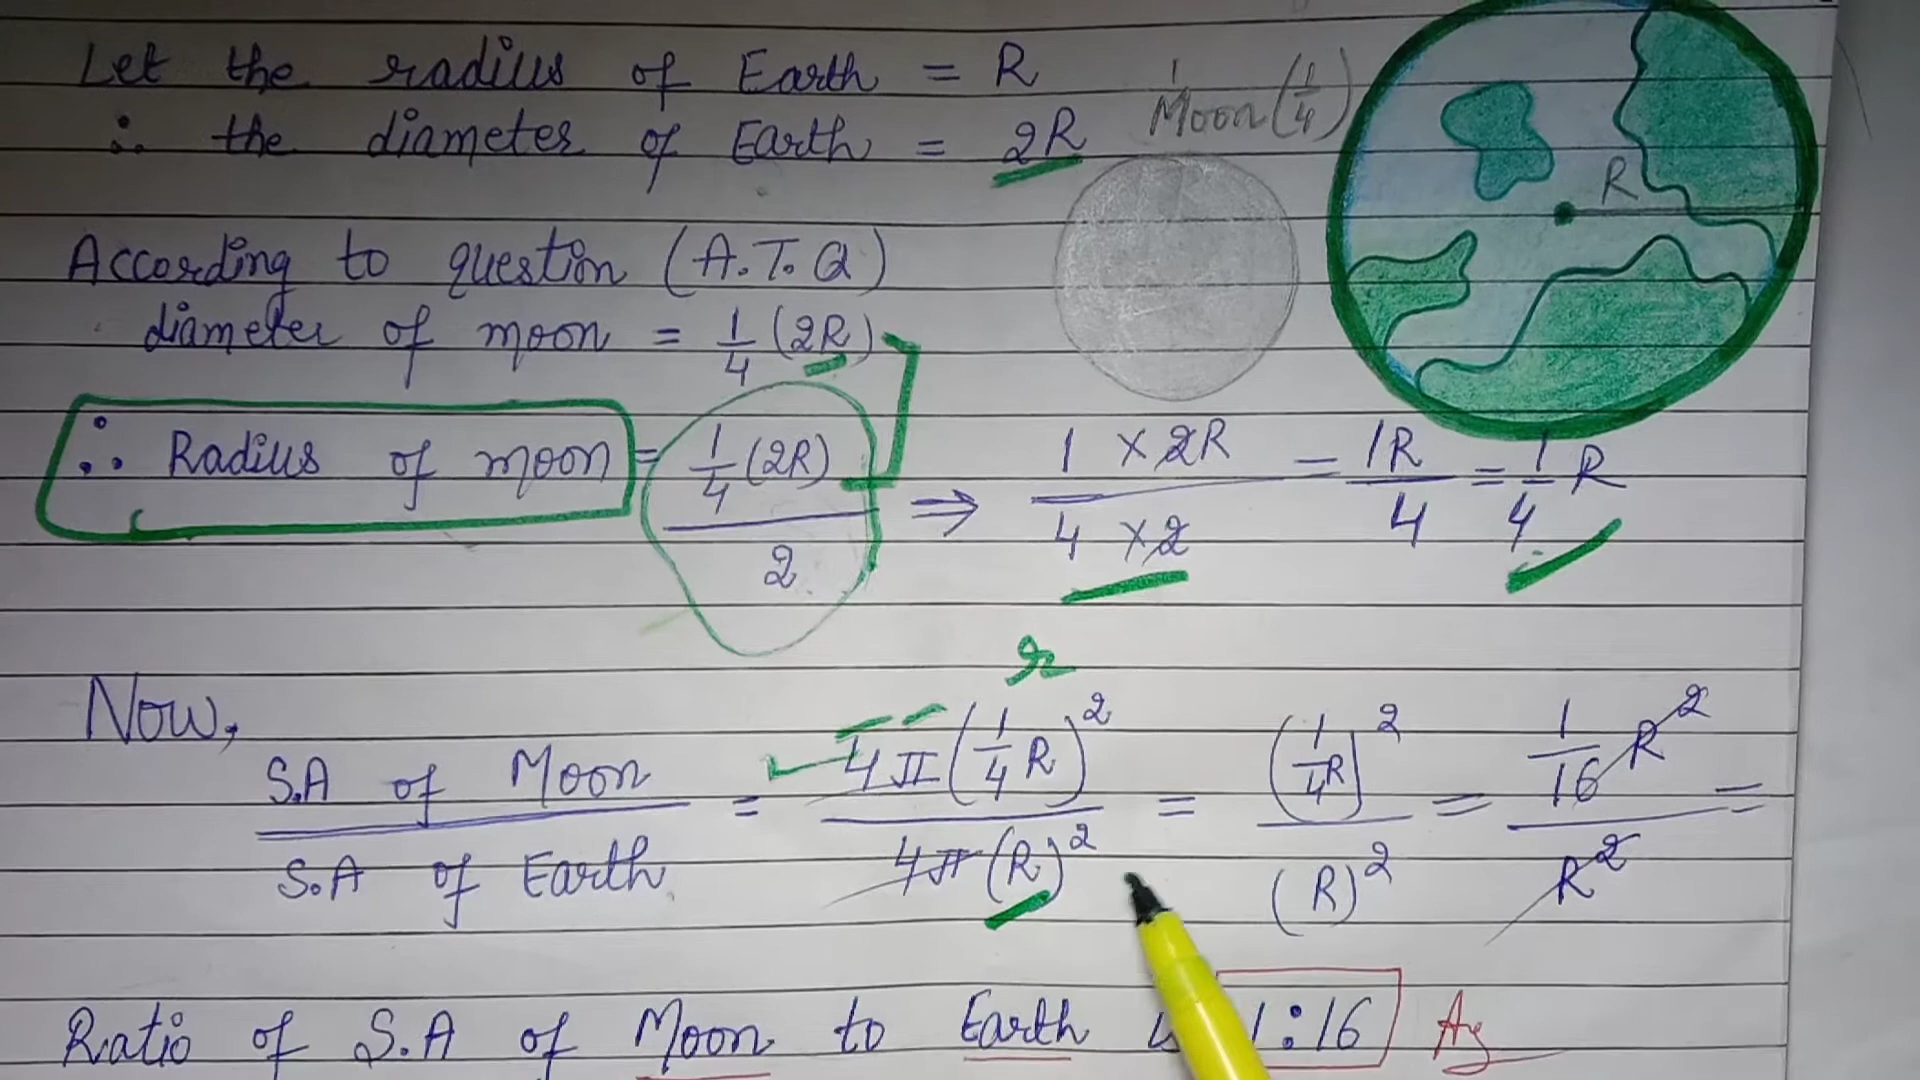 Let the radius of Earth = R
∴ the diameter of Earth = 2R
Moon (1/4)
R
According to question (A.T.Q)
diameter of moon = 1/4 (2R)
∴ Radius of moon = 1/4 (2R) / 2 ⇒ 1 × 2R / 4 × 2 = 1R / 4 = 1/4 R
r
Now,
S.A of Moon / S.A of Earth = 4π (1/4 R)² / 4π (R)² = (1/4 R)² / (R)² = 1/16 R² / R² =
Ratio of S.A of Moon to Earth 1:16